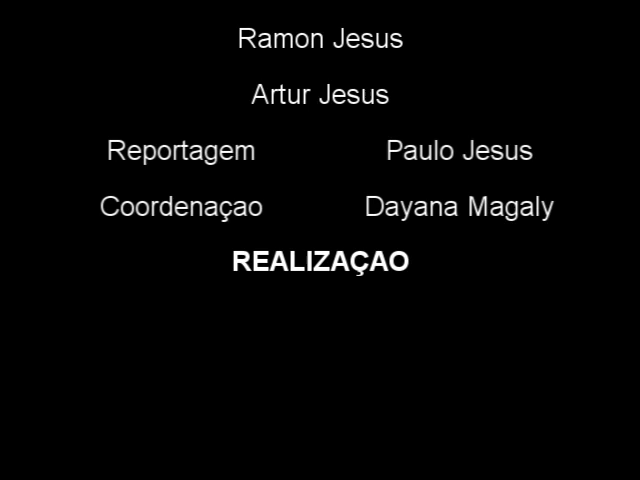 Ramon Jesus
Artur Jesus
Reportagem Paulo Jesus
Coordenaçao Dayana Magaly
REALIZAÇAO